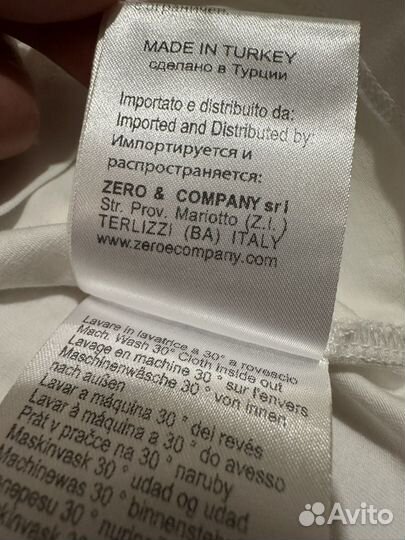 MADE IN TURKEY
сделано в Турции
Importato e distribuito da:
Imported and Distributed by:
Импортируется и
распространяется:
ZERO & COMPANY srl
Str. Prov. Mariotto (Z.I.)
TERLIZZI (BA) ITALY
www.zeroecompany.com
Lavare in lavatrice a 30° a rovescio
Mach. Wash 30° Cloth inside out
Lavage en machine 30° sur l'envers
Maschinenwäsche 30° von innen
nach außen
Lavar a máquina 30° del revés
Lavar à máquina a 30° do avesso
Prát v pračce na 30° naruby
Maskinvask 30° udad og udad
Machinewas 30° binnenste
30°
Avito